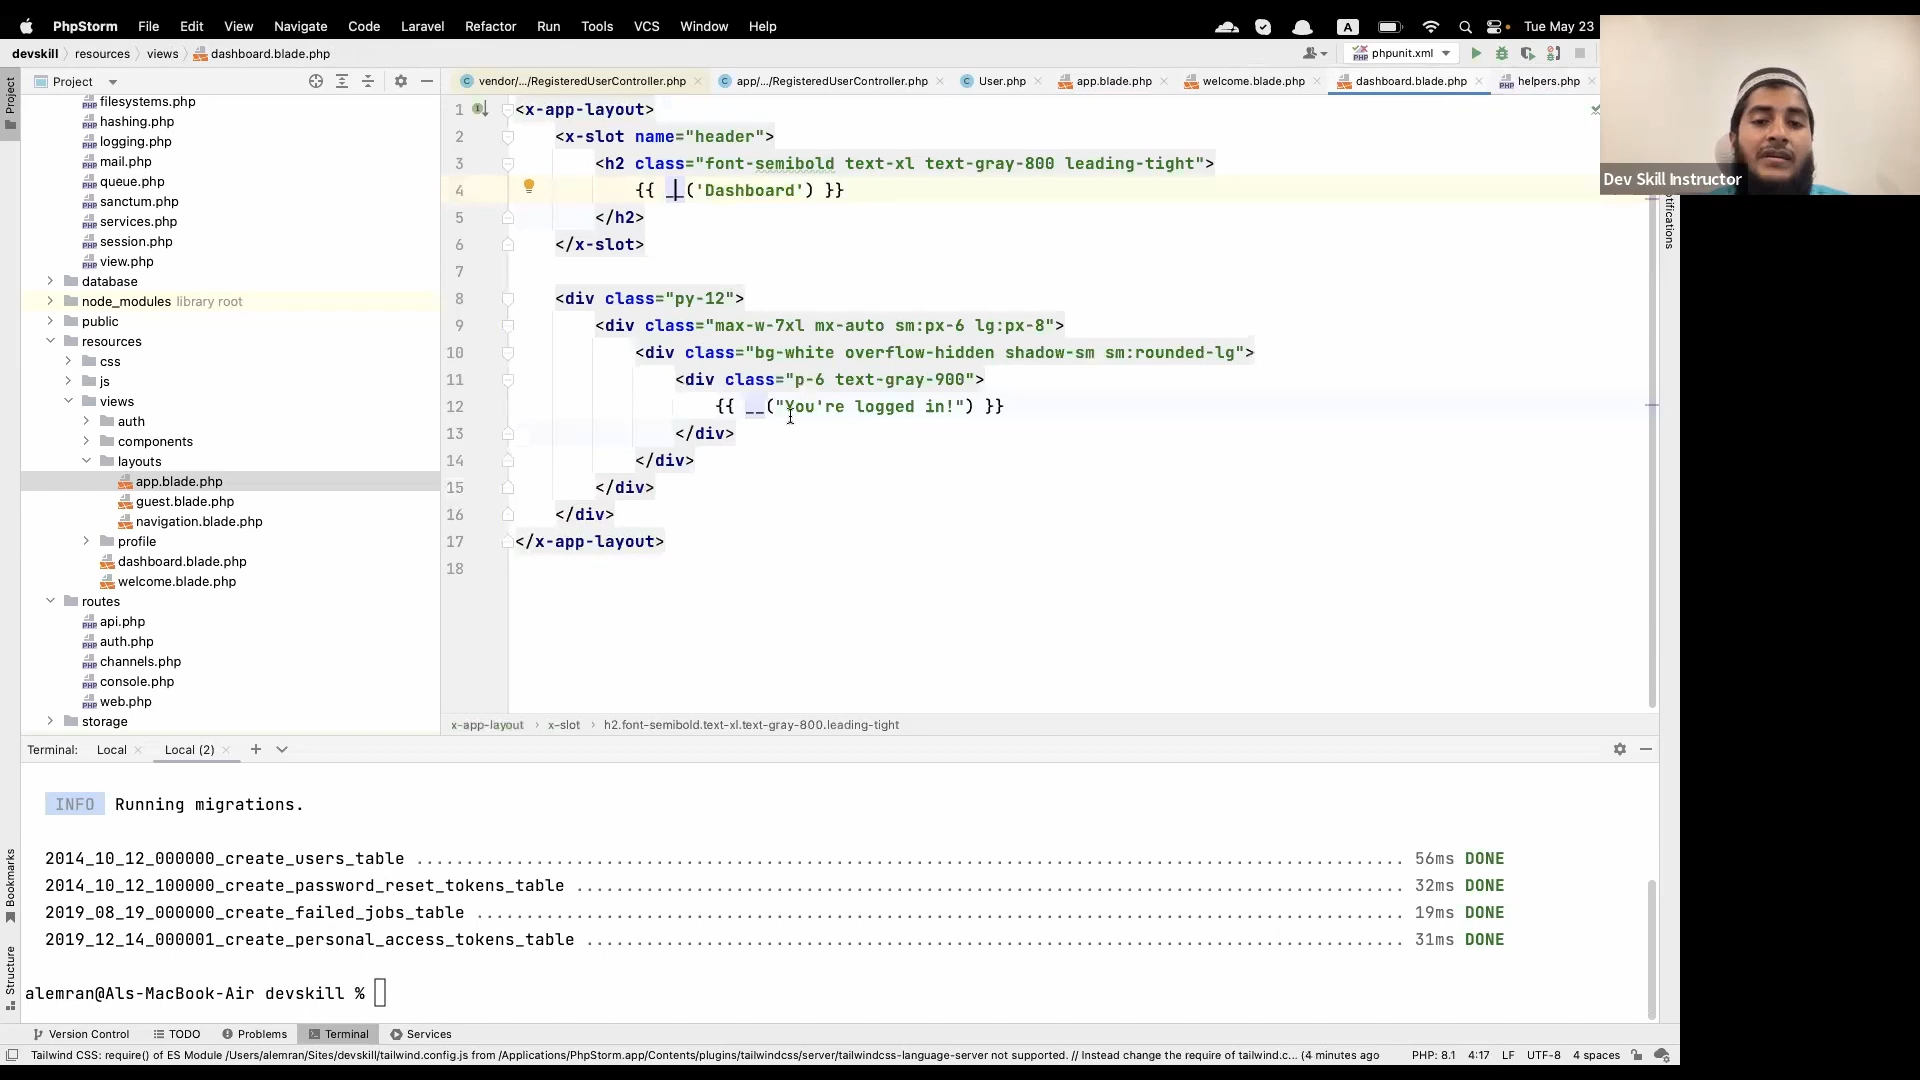 PhpStorm File Edit View Navigate Code Laravel Refactor Run Tools VCS Window Help A Tue May 23
devskill resources views dashboard.blade.php phpunit.xml
Project
Project
vendor/.../RegisteredUserController.php app/.../RegisteredUserController.php User.php app.blade.php welcome.blade.php dashboard.blade.php helpers.php
filesystems.php
hashing.php
logging.php
mail.php
queue.php
sanctum.php
services.php
session.php
view.php
database
node_modules library root
public
resources
css
js
views
auth
components
layouts
app.blade.php
guest.blade.php
navigation.blade.php
profile
dashboard.blade.php
welcome.blade.php
routes
api.php
auth.php
channels.php
console.php
web.php
storage
1 <x-app-layout>
2 <x-slot name="header">
3 <h2 class="font-semibold text-xl text-gray-800 leading-tight">
4 {{ __('Dashboard') }}
5 </h2>
6 </x-slot>
7
8 <div class="py-12">
9 <div class="max-w-7xl mx-auto sm:px-6 lg:px-8">
10 <div class="bg-white overflow-hidden shadow-sm sm:rounded-lg">
11 <div class="p-6 text-gray-900">
12 {{ __("You're logged in!") }}
13 </div>
14 </div>
15 </div>
16 </div>
17 </x-app-layout>
18
x-app-layout x-slot h2.font-semibold.text-xl.text-gray-800.leading-tight
Dev Skill Instructor
Terminal: Local Local (2)
INFO Running migrations.
2014_10_12_000000_create_users_table ................................................................................................... 56ms DONE
2014_10_12_100000_create_password_reset_tokens_table ................................................................................... 32ms DONE
2019_08_19_000000_create_failed_jobs_table ............................................................................................. 19ms DONE
2019_12_14_000001_create_personal_access_tokens_table .................................................................................. 31ms DONE
alemran@Als-MacBook-Air devskill %
Bookmarks
Structure
Version Control TODO Problems Terminal Services
Tailwind CSS: require() of ES Module /Users/alemran/Sites/devskill/tailwind.config.js from /Applications/PhpStorm.app/Contents/plugins/tailwindcss/server/tailwindcss-language-server not supported. // Instead change the require of tailwind.c... (4 minutes ago PHP: 8.1 4:17 LF UTF-8 4 spaces